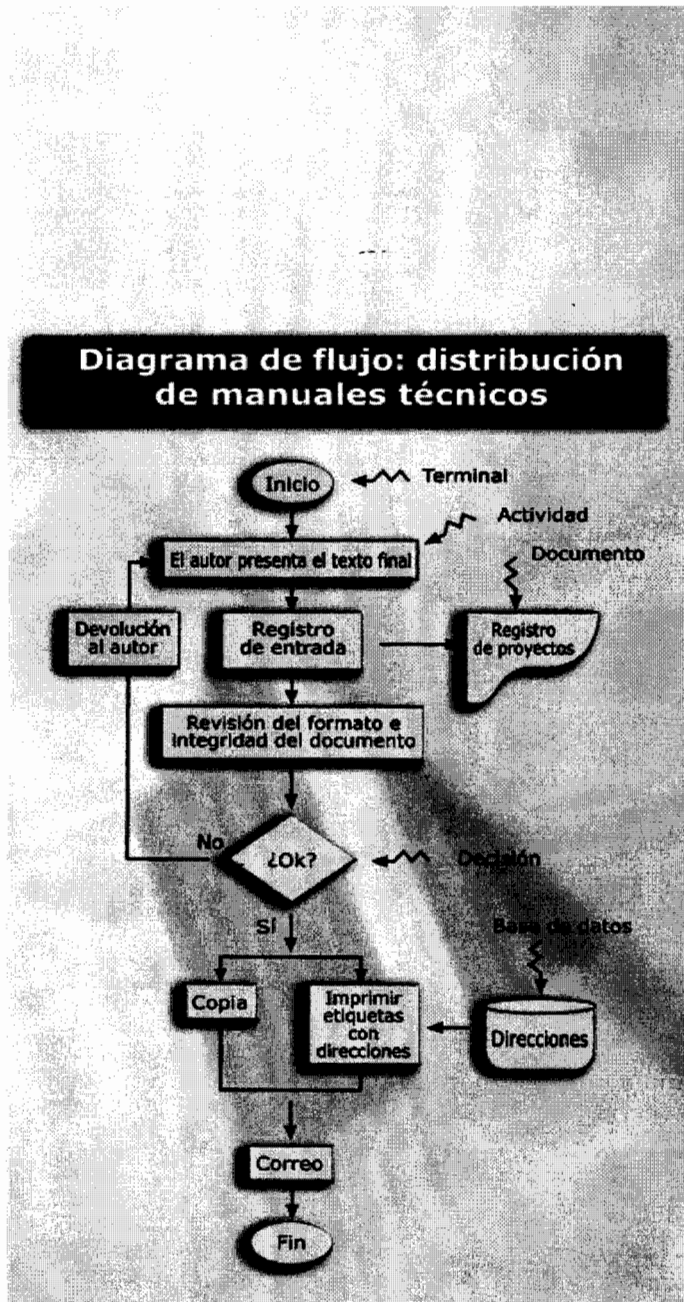 Diagrama de flujo: distribución
de manuales técnicos
Inicio
Terminal
Actividad
El autor presenta el texto final
Documento
Devolución
al autor
Registro
de entrada
Registro
de proyectos
Revisión del formato e
integridad del documento
No
¿Ok?
Decisión
Sí
Base de datos
Copia
Imprimir
etiquetas
con
direcciones
Direcciones
Correo
Fin